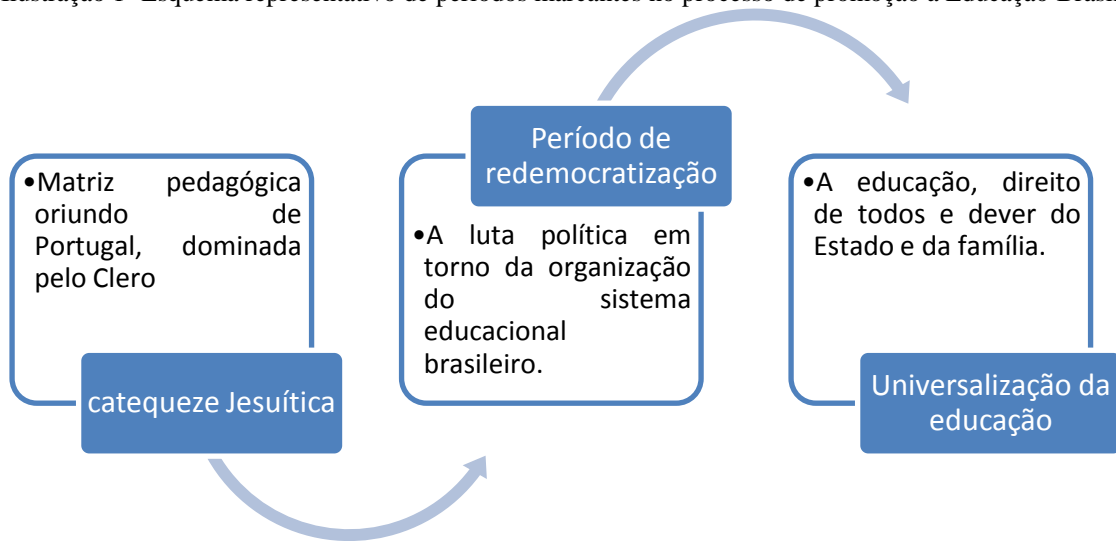 •Matriz pedagógica
oriundo de
Portugal, dominada
pelo Clero
catequeze Jesuítica
Período de
redemocratização
•A luta política em
torno da organização
do sistema
educacional
brasileiro.
•A educação, direito
de todos e dever do
Estado e da família.
Universalização da
educação